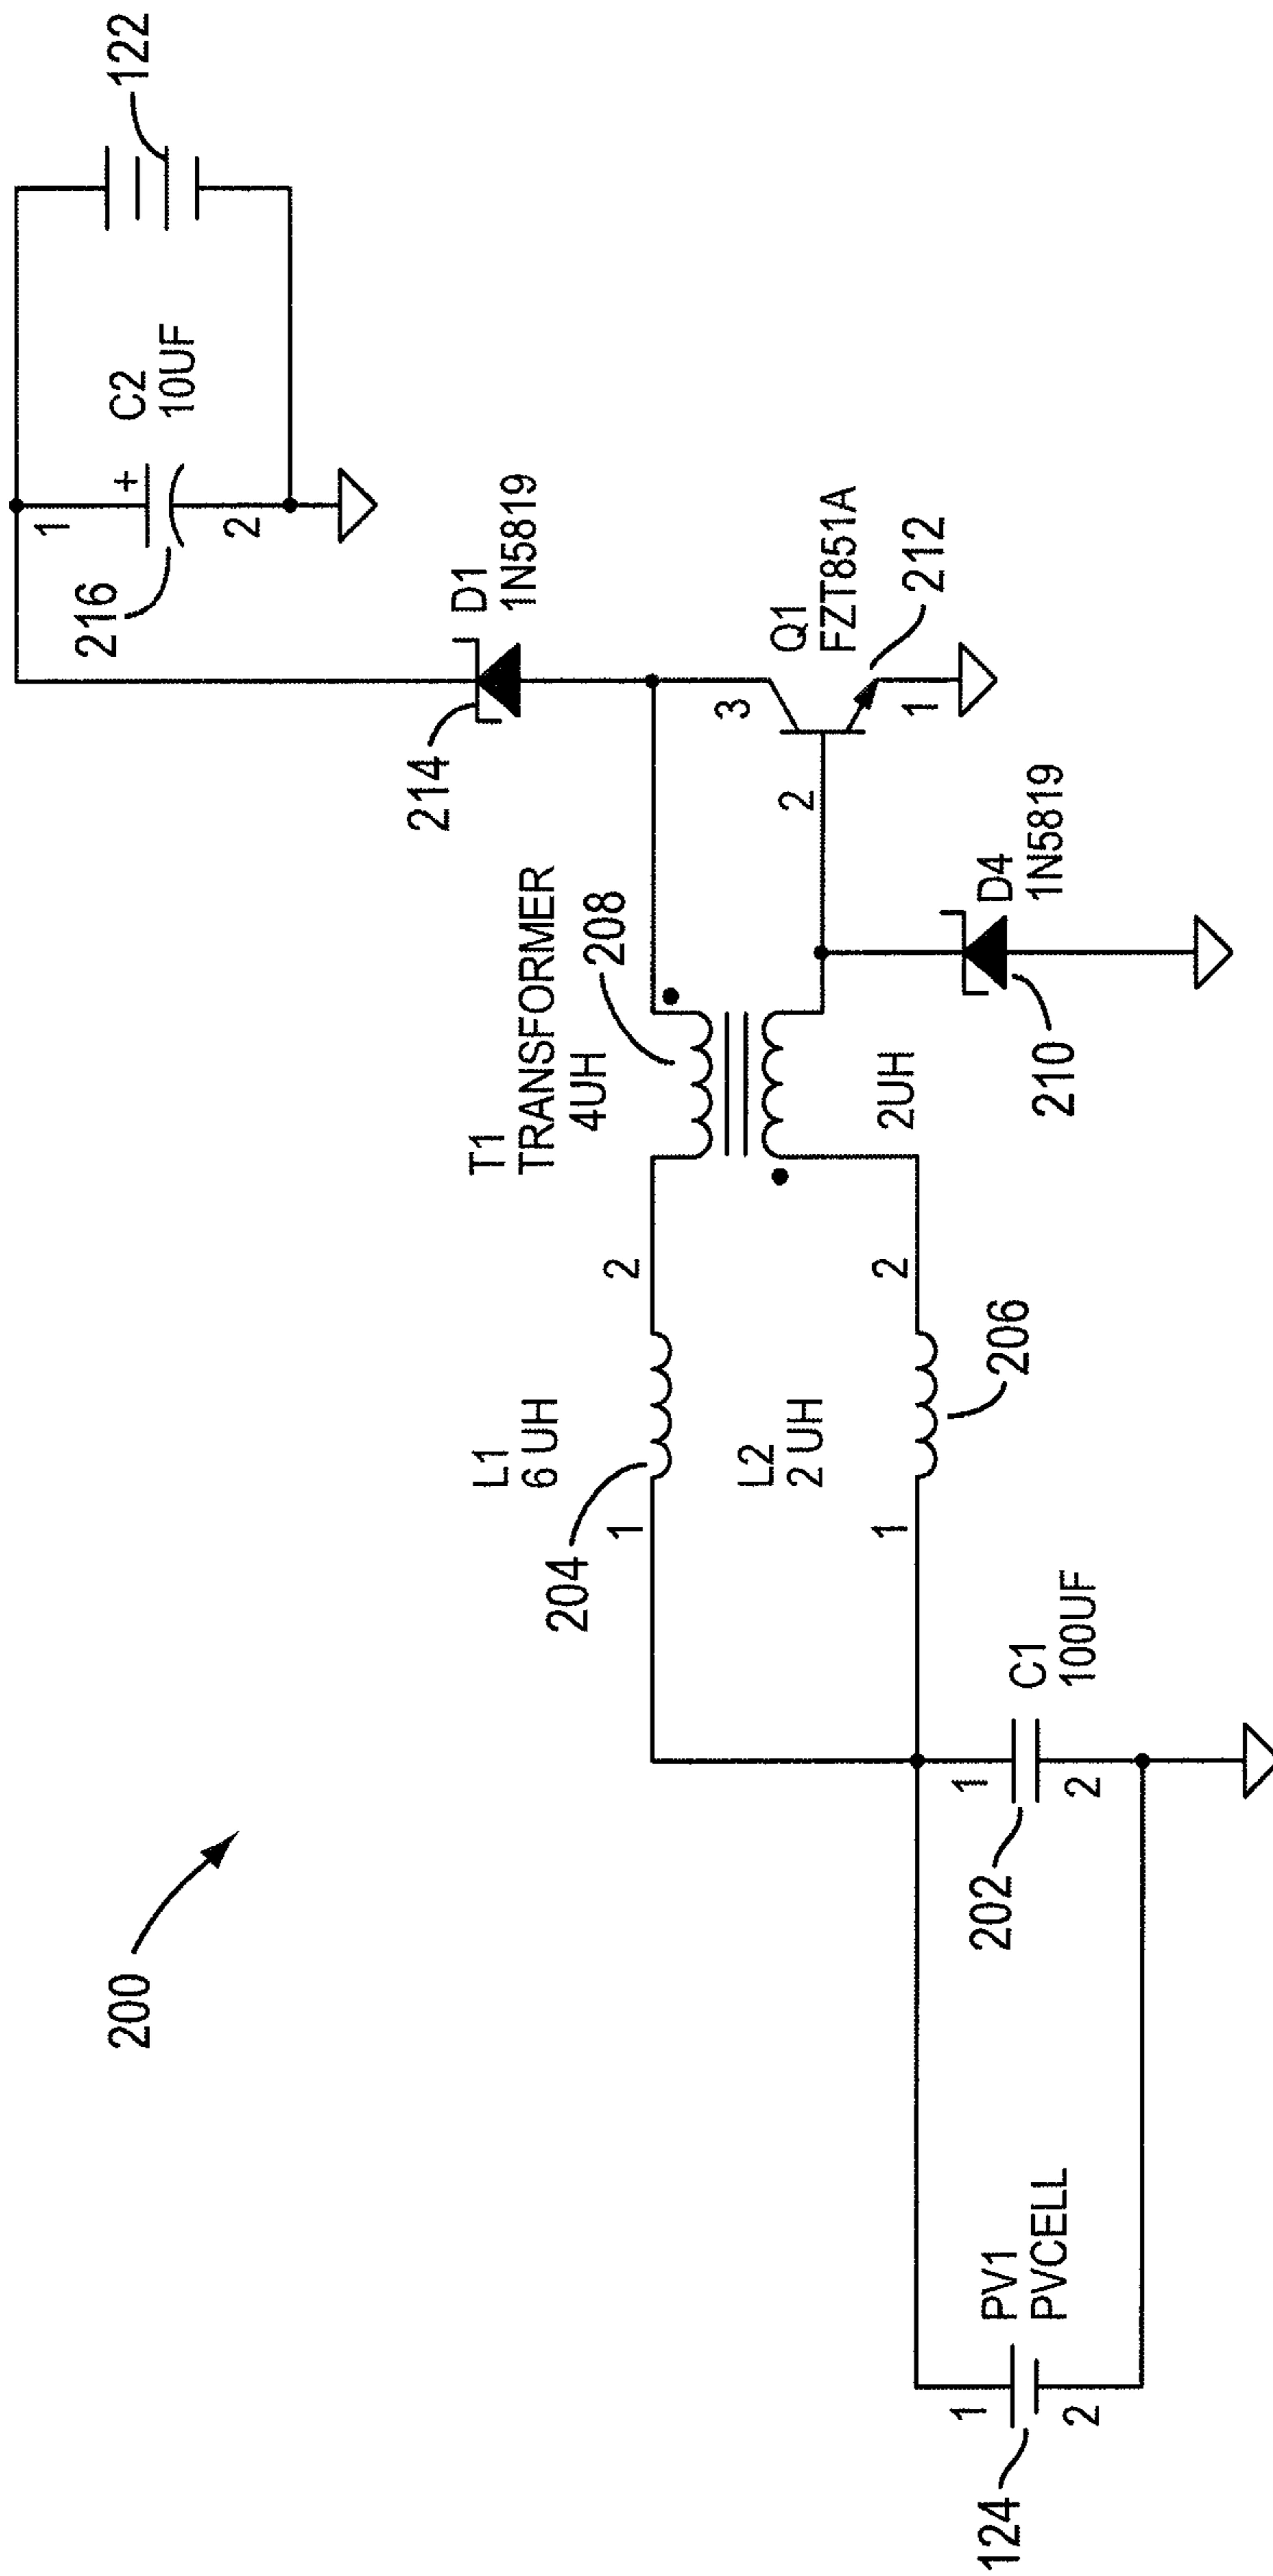 200
122
C2
10UF
+
1
2
216
D1
1N5819
214
Q1
FZT851A
212
3
2
1
T1
TRANSFORMER
4UH
208
2UH
D4
1N5819
210
L1
6 UH
204
1
2
L2
2 UH
206
1
2
C1
100UF
202
1
2
PV1
PVCELL
124
1
2